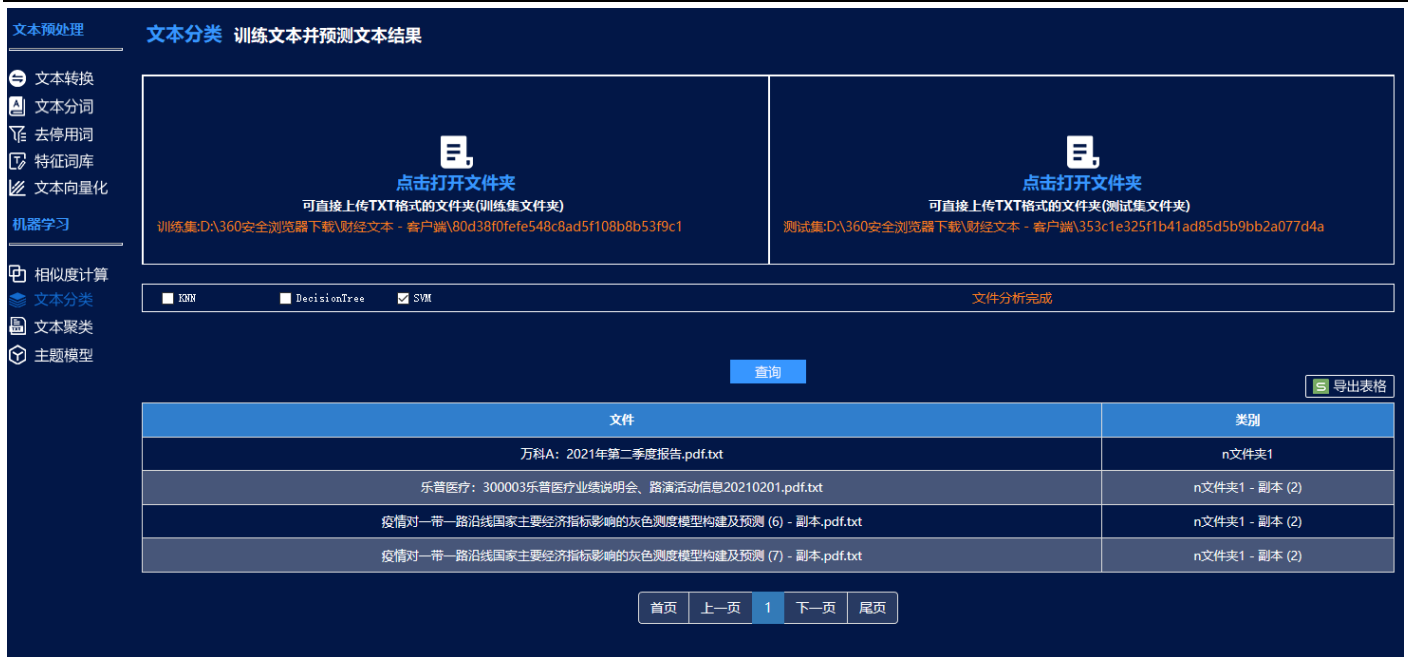 文本预处理
文本转换
文本分词
去停用词
特征词库
文本向量化
机器学习
相似度计算
文本分类
文本聚类
主题模型
文本分类 训练文本并预测文本结果
点击打开文件夹
可直接上传TXT格式的文件夹(训练集文件夹)
训练集:D:\360安全浏览器下载\财经文本 - 客户端\80d38f0fefe548c8ad5f108b8b53f9c1
点击打开文件夹
可直接上传TXT格式的文件夹(测试集文件夹)
测试集:D:\360安全浏览器下载\财经文本 - 客户端\353c1e325f1b41ad85d5b9bb2a077d4a
KNN DecisionTree SVM 文件分析完成
查询
导出表格
文件 类别
万科A：2021年第二季度报告.pdf.txt n文件夹1
乐普医疗：300003乐普医疗业绩说明会、路演活动信息20210201.pdf.txt n文件夹1 - 副本 (2)
疫情对一带一路沿线国家主要经济指标影响的灰色测度模型构建及预测 (6) - 副本.pdf.txt n文件夹1 - 副本 (2)
疫情对一带一路沿线国家主要经济指标影响的灰色测度模型构建及预测 (7) - 副本.pdf.txt n文件夹1 - 副本 (2)
首页 上一页 1 下一页 尾页